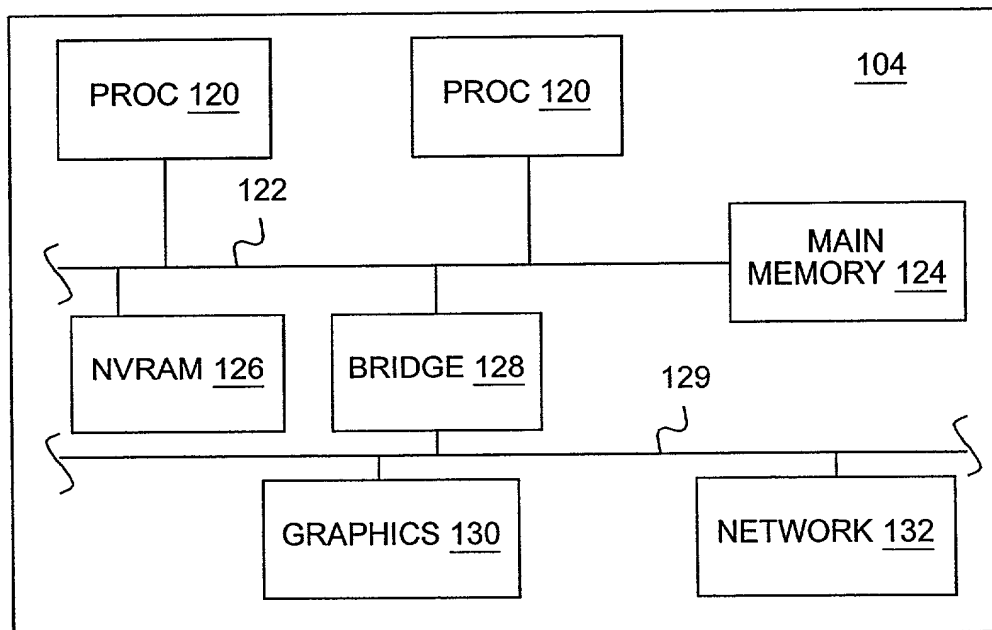 PROC 120
PROC 120
104
122
MAIN
MEMORY 124
NVRAM 126
BRIDGE 128
129
GRAPHICS 130
NETWORK 132